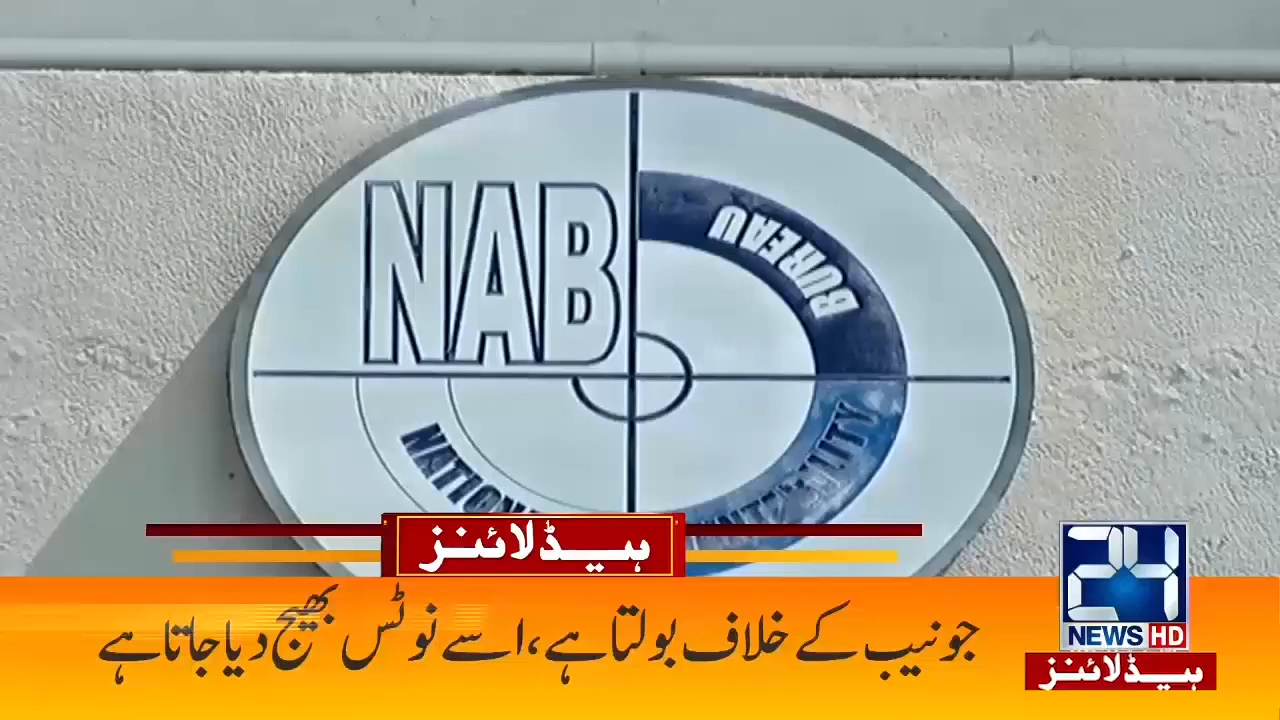 NAB
BUREAU
NATION
ہیڈلائنز
جو نیب کے خلاف بولتا ہے، اسے نوٹس بھیج دیا جاتا ہے
24
NEWS HD
ہیڈلائنز